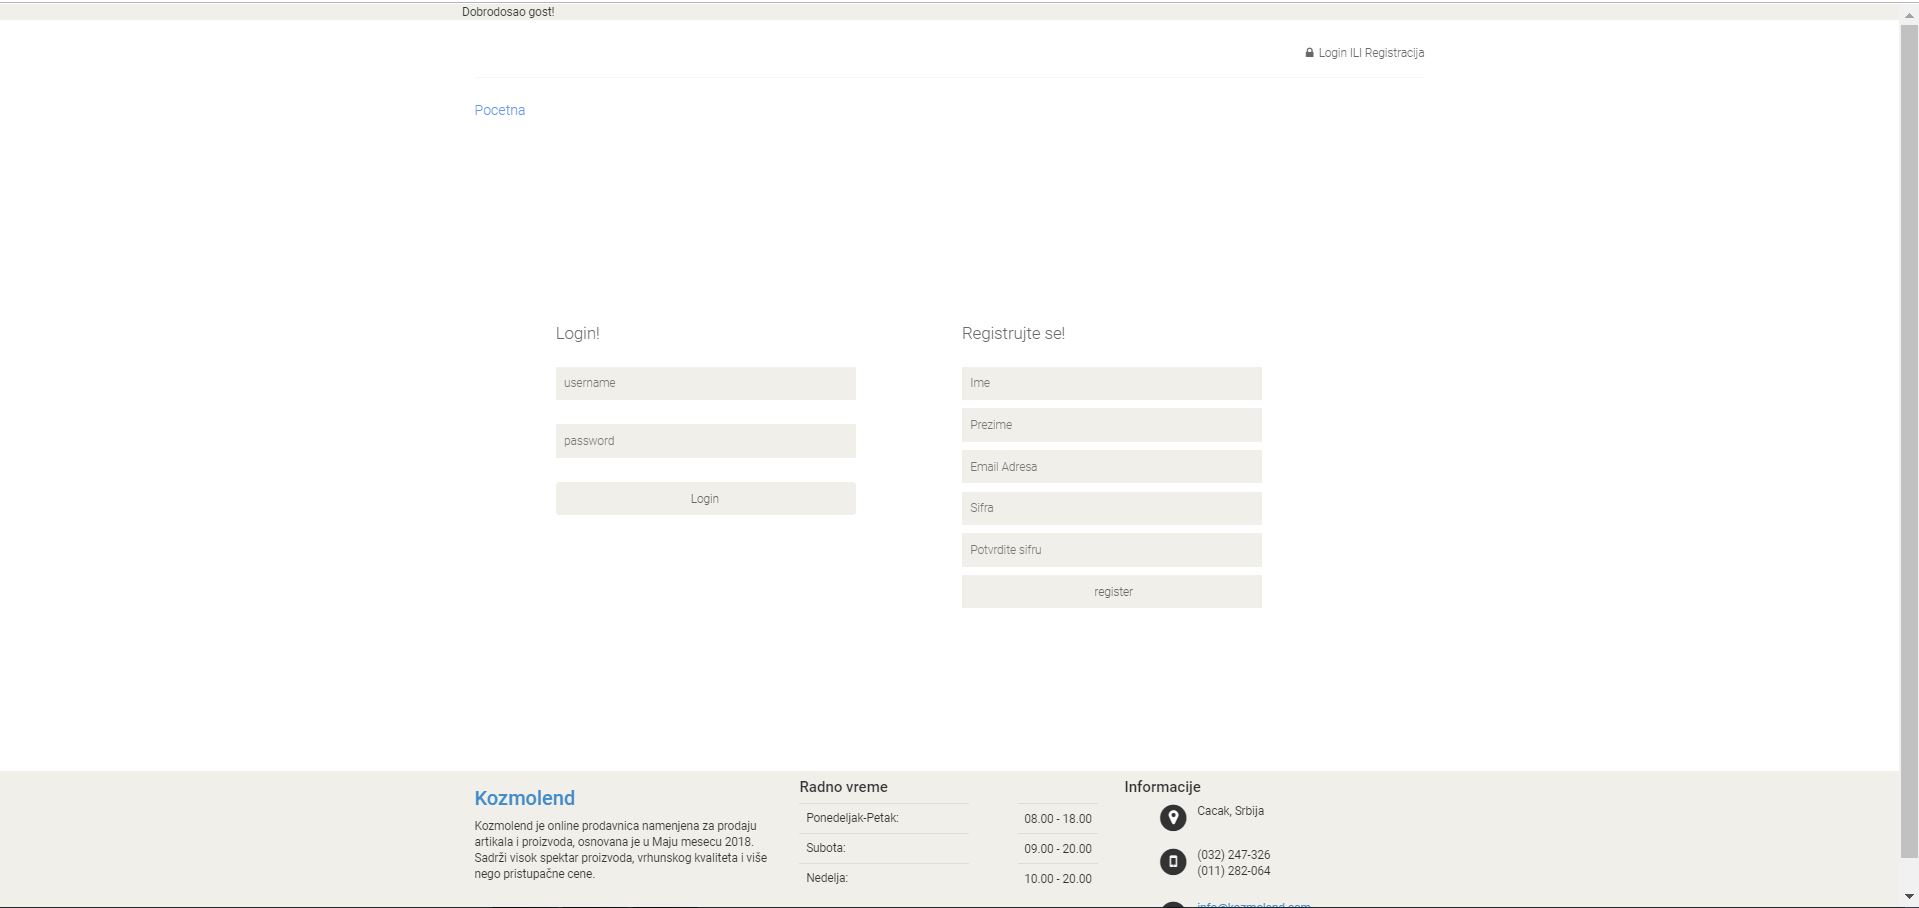 Dobrodosao gost!
Login ILI Registracija
Pocetna
Login!
username
password
Login
Registrujte se!
Ime
Prezime
Email Adresa
Sifra
Potvrdite sifru
register
Kozmolend
Kozmolend je online prodavnica namenjena za prodaju
artikala i proizvoda, osnovana je u Maju mesecu 2018.
Sadrži visok spektar proizvoda, vrhunskog kvaliteta i više
nego pristupačne cene.
Radno vreme
Ponedeljak-Petak: 08.00 - 18.00
Subota: 09.00 - 20.00
Nedelja: 10.00 - 20.00
Informacije
Cacak, Srbija
(032) 247-326
(011) 282-064
info@kozmolend.com